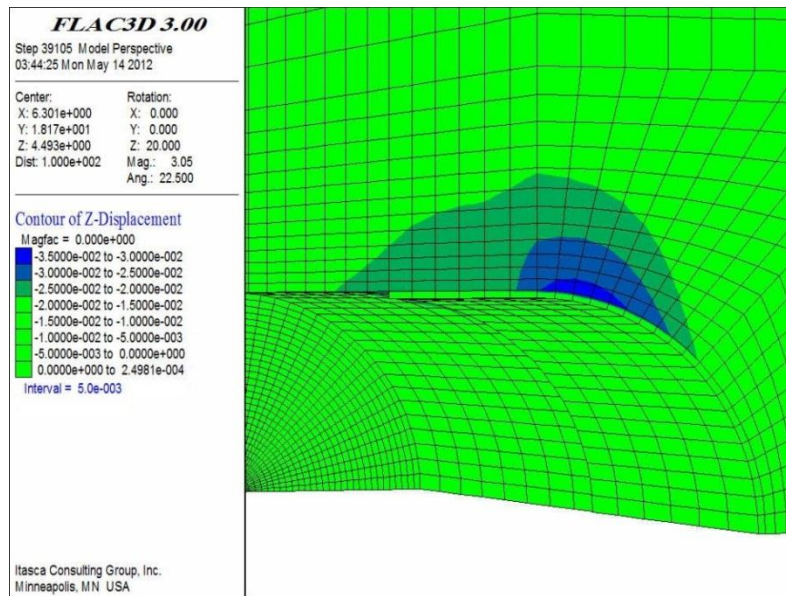 FLAC3D 3.00
Step 39105 Model Perspective
03:44:25 Mon May 14 2012
Center: Rotation:
X: 6.301e+000 X: 0.000
Y: 1.817e+001 Y: 0.000
Z: 4.493e+000 Z: 20.000
Dist: 1.000e+002 Mag.: 3.05
Ang.: 22.500
Contour of Z-Displacement
Magfac = 0.000e+000
-3.5000e-002 to -3.0000e-002
-3.0000e-002 to -2.5000e-002
-2.5000e-002 to -2.0000e-002
-2.0000e-002 to -1.5000e-002
-1.5000e-002 to -1.0000e-002
-1.0000e-002 to -5.0000e-003
-5.0000e-003 to 0.0000e+000
0.0000e+000 to 2.4981e-004
Interval = 5.0e-003
Itasca Consulting Group, Inc.
Minneapolis, MN USA